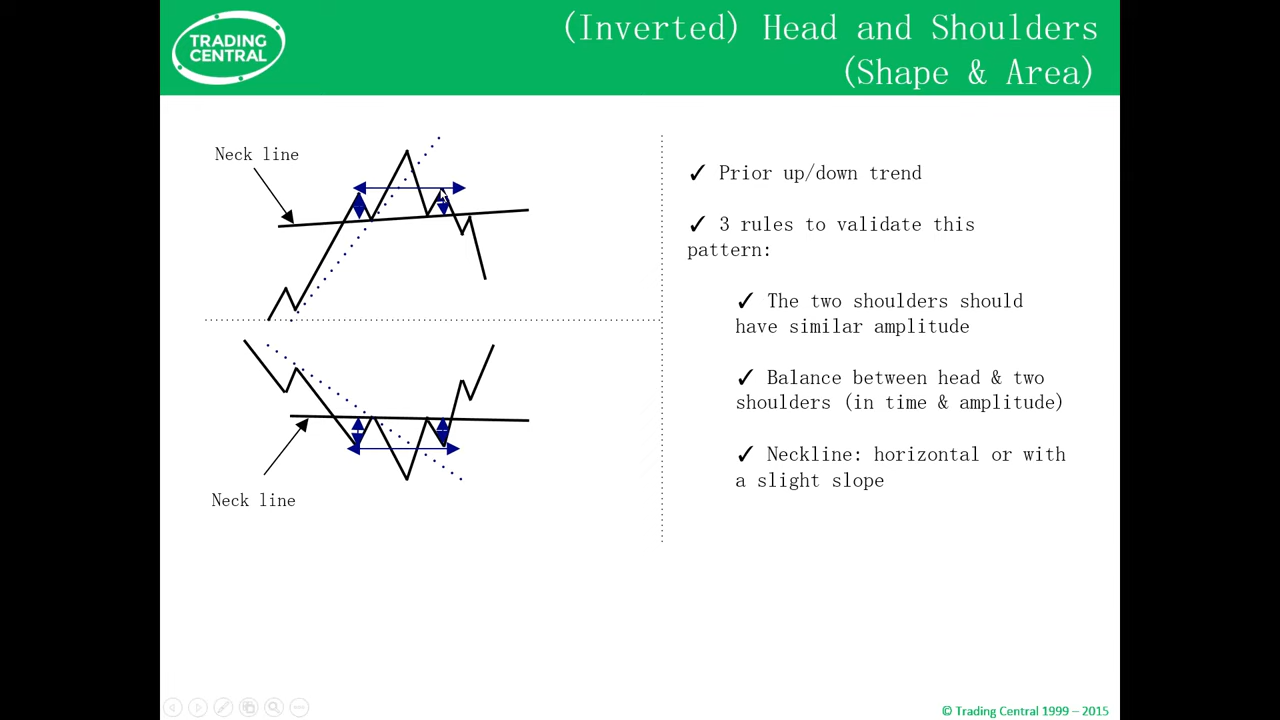 TRADING
CENTRAL
(Inverted) Head and Shoulders
(Shape & Area)
Neck line
Neck line
✓ Prior up/down trend
✓ 3 rules to validate this
pattern:
✓ The two shoulders should
have similar amplitude
✓ Balance between head & two
shoulders (in time & amplitude)
✓ Neckline: horizontal or with
a slight slope
© Trading Central 1999 – 2015